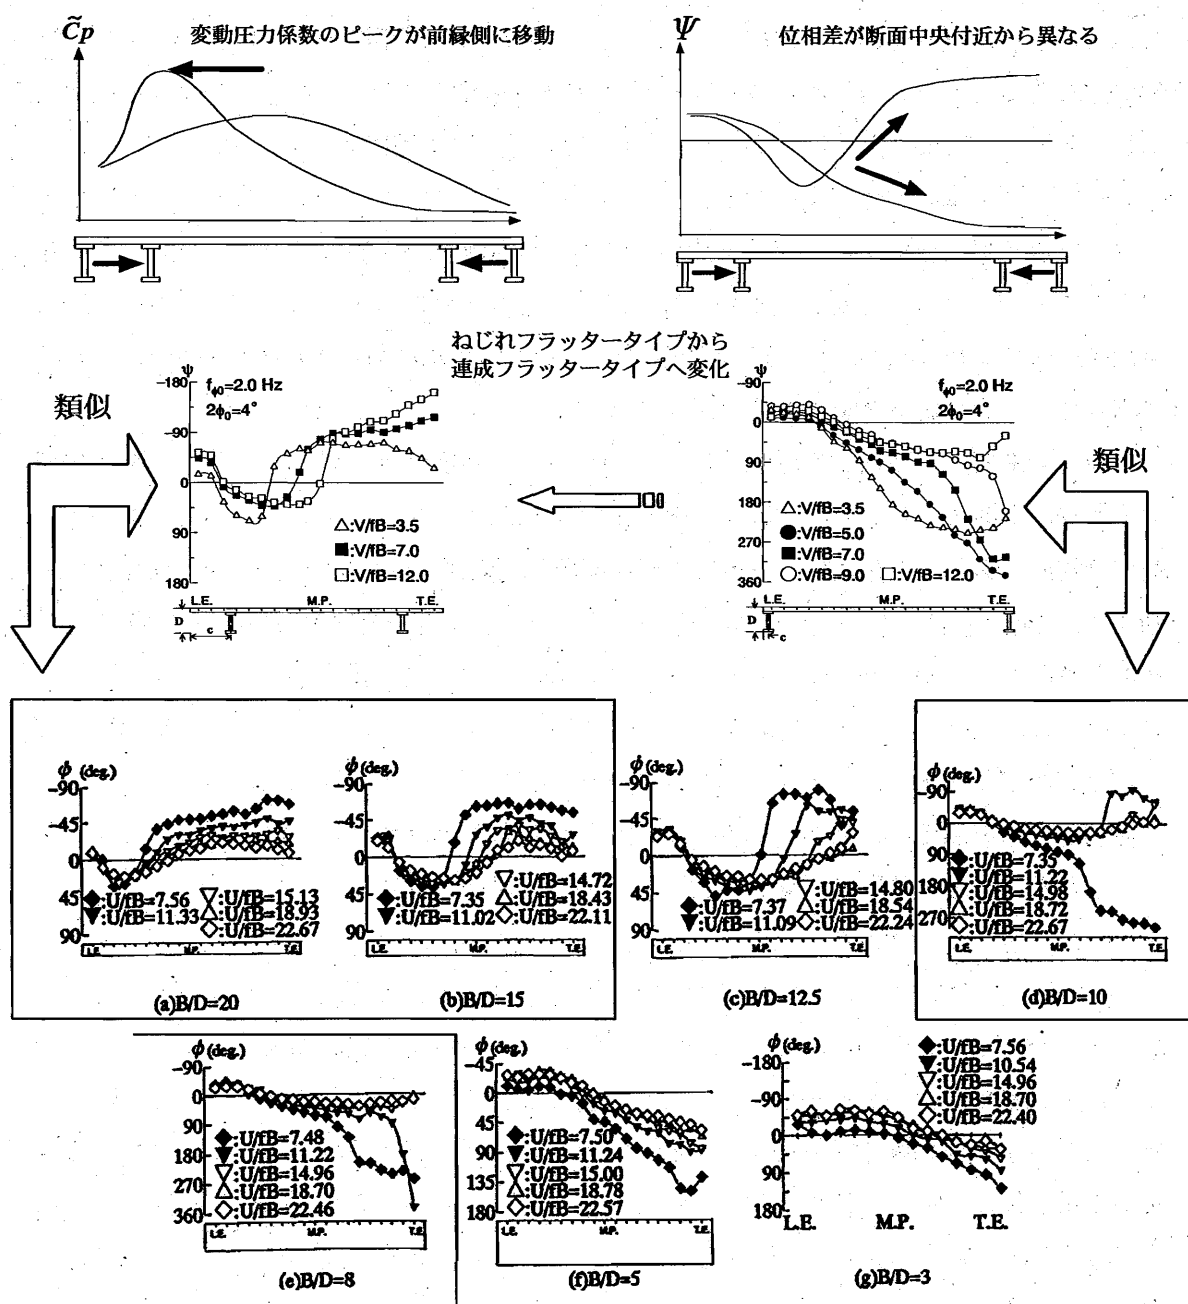 C̃p
変動圧力係数のピークが前縁側に移動
Ψ
位相差が断面中央付近から異なる
ねじれフラッタータイプから
連成フラッタータイプへ変化
類似
類似
ψ
-180
-90
0
90
180
fφ0=2.0 Hz
2φ0=4°
△:V/fB=3.5
■:V/fB=7.0
□:V/fB=12.0
L.E. M.P. T.E.
D
c
ψ
-90
0
90
180
270
360
fφ0=2.0 Hz
2φ0=4°
△:V/fB=3.5
●:V/fB=5.0
■:V/fB=7.0
○:V/fB=9.0 □:V/fB=12.0
L.E. M.P. T.E.
D
c
ϕ (deg.)
-90
-45
0
45
90
◆:U/fB=7.56
▼:U/fB=11.33
▽:U/fB=15.13
△:U/fB=18.93
◇:U/fB=22.67
L.E. M.P. T.E.
(a)B/D=20
ϕ (deg.)
-90
-45
0
45
90
◆:U/fB=7.35
▼:U/fB=11.02
▽:U/fB=14.72
△:U/fB=18.43
◇:U/fB=22.11
L.E. M.P. T.E.
(b)B/D=15
ϕ (deg.)
-90
-45
0
45
90
◆:U/fB=7.37
▼:U/fB=11.09
▽:U/fB=14.80
△:U/fB=18.54
◇:U/fB=22.24
L.E. M.P. T.E.
(c)B/D=12.5
ϕ (deg.)
-90
0
90
180
270
◆:U/fB=7.35
▼:U/fB=11.22
▽:U/fB=14.98
△:U/fB=18.72
◇:U/fB=22.67
L.E. M.P. T.E.
(d)B/D=10
ϕ (deg.)
-90
0
90
180
270
360
◆:U/fB=7.48
▼:U/fB=11.22
▽:U/fB=14.96
△:U/fB=18.70
◇:U/fB=22.46
L.E. M.P. T.E.
(e)B/D=8
ϕ (deg.)
-45
0
45
90
135
180
◆:U/fB=7.50
▼:U/fB=11.24
▽:U/fB=15.00
△:U/fB=18.78
◇:U/fB=22.57
L.E. M.P. T.E.
(f)B/D=5
ϕ (deg.)
-180
-90
0
90
180
◆:U/fB=7.56
▼:U/fB=10.54
▽:U/fB=14.96
△:U/fB=18.70
◇:U/fB=22.40
L.E. M.P. T.E.
(g)B/D=3